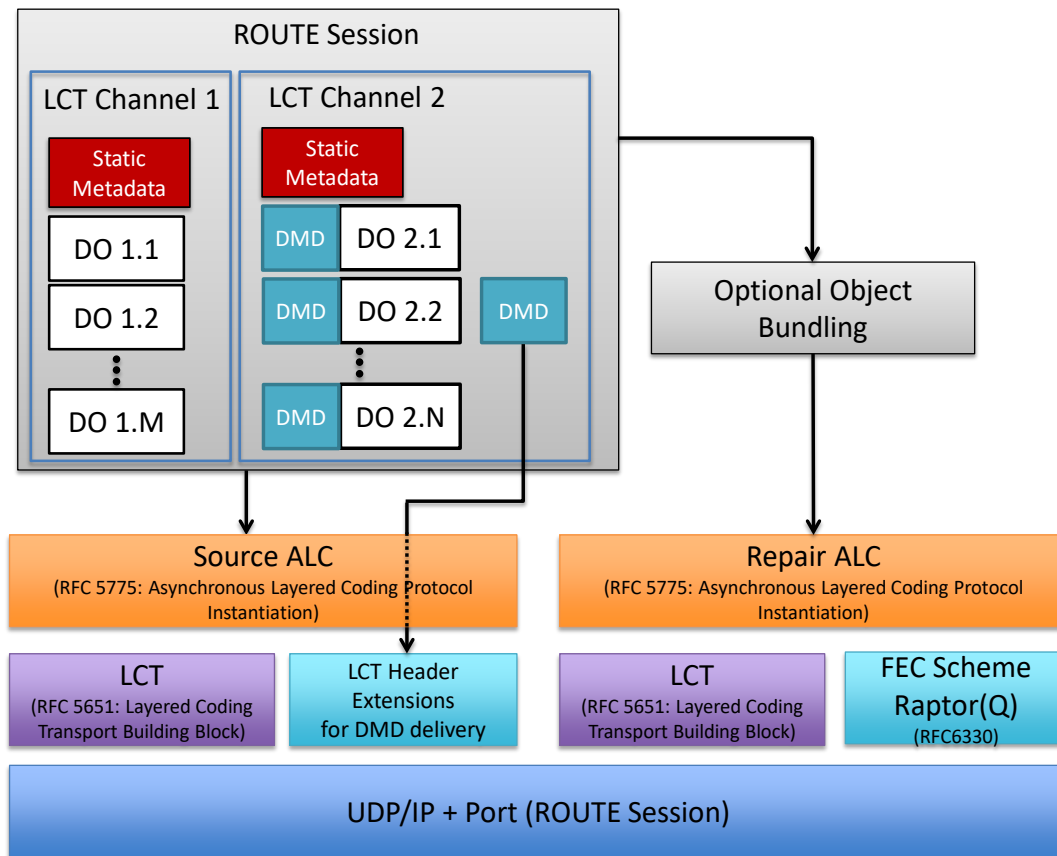 ROUTE Session
LCT Channel 1
Static
Metadata
DO 1.1
DO 1.2
DO 1.M
LCT Channel 2
Static
Metadata
DMD
DO 2.1
DMD
DO 2.2
DMD
DMD
DO 2.N
Optional Object
Bundling
Source ALC
(RFC 5775: Asynchronous Layered Coding Protocol
Instantiation)
Repair ALC
(RFC 5775: Asynchronous Layered Coding Protocol
Instantiation)
LCT
(RFC 5651: Layered Coding
Transport Building Block)
LCT Header
Extensions
for DMD delivery
LCT
(RFC 5651: Layered Coding
Transport Building Block)
FEC Scheme
Raptor(Q)
(RFC6330)
UDP/IP + Port (ROUTE Session)